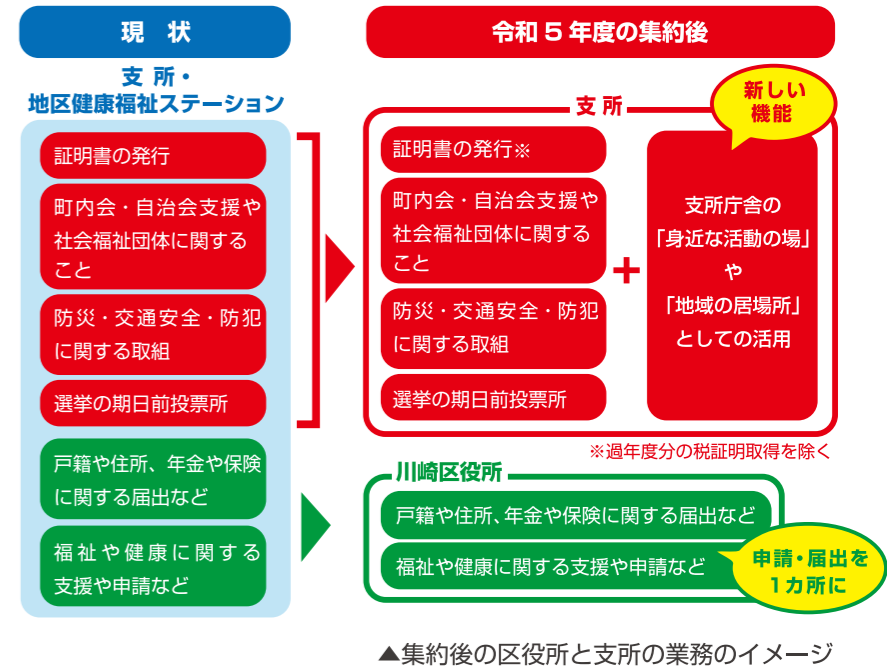 現状
支所・
地区健康福祉ステーション
証明書の発行
町内会・自治会支援や
社会福祉団体に関する
こと
防災・交通安全・防犯
に関する取組
選挙の期日前投票所
戸籍や住所、年金や保険
に関する届出など
福祉や健康に関する
支援や申請など
令和5年度の集約後
支所
新しい
機能
証明書の発行※
町内会・自治会支援や
社会福祉団体に関する
こと
防災・交通安全・防犯
に関する取組
選挙の期日前投票所
+
支所庁舎の
「身近な活動の場」
や
「地域の居場所」
としての活用
※過年度分の税証明取得を除く
川崎区役所
戸籍や住所、年金や保険に関する届出など
福祉や健康に関する支援や申請など
申請・届出を
1カ所に
▲集約後の区役所と支所の業務のイメージ